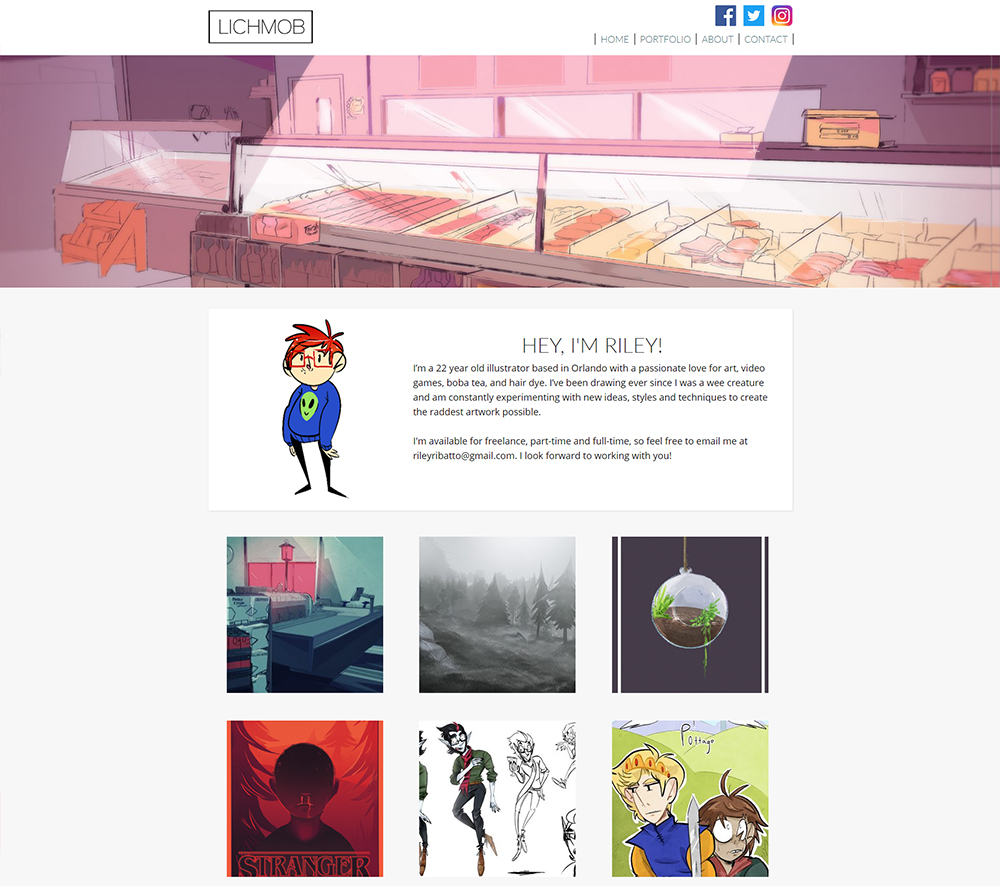 LICHMOB
| HOME | PORTFOLIO | ABOUT | CONTACT |
HEY, I'M RILEY!
I'm a 22 year old illustrator based in Orlando with a passionate love for art, video
games, boba tea, and hair dye. I've been drawing ever since I was a wee creature
and am constantly experimenting with new ideas, styles and techniques to create
the raddest artwork possible.
I'm available for freelance, part-time and full-time, so feel free to email me at
rileyribatto@gmail.com. I look forward to working with you!
STRANGER
Pottage